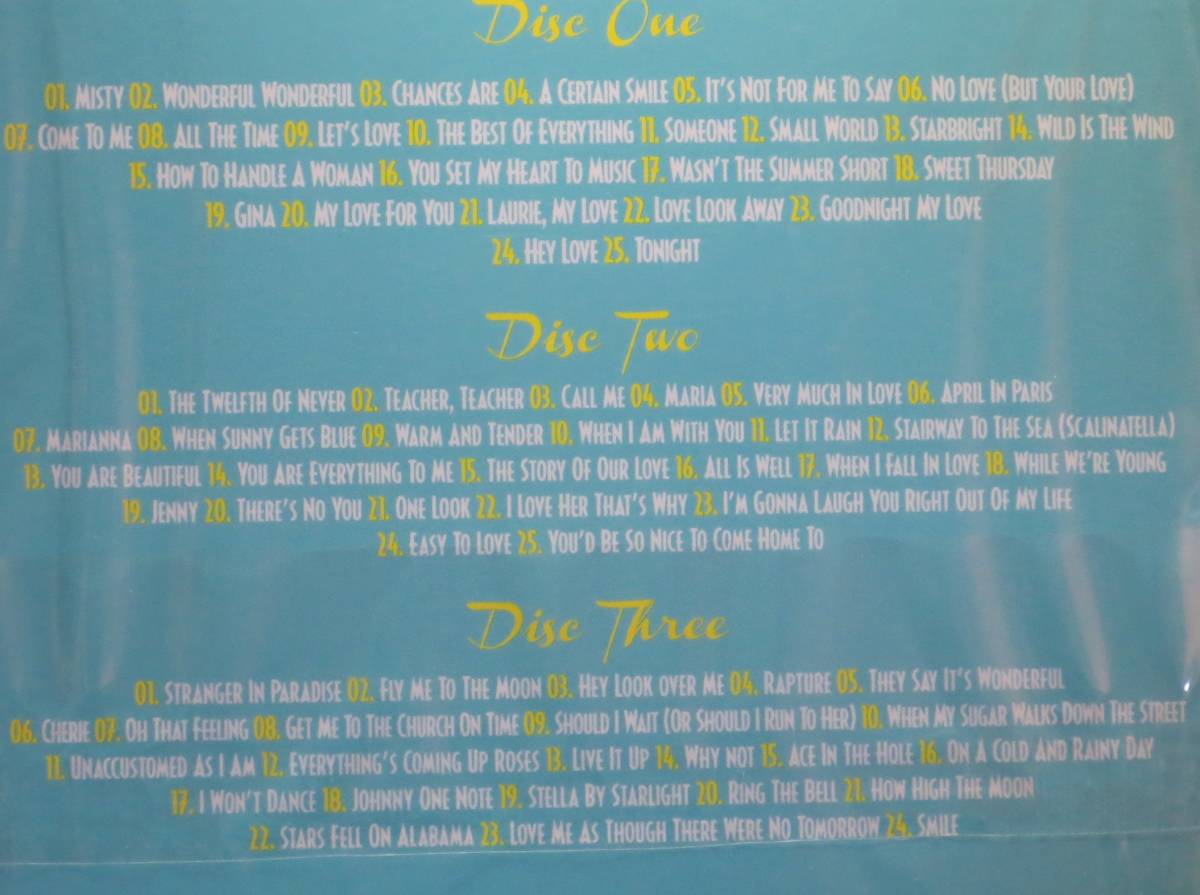 Disc One
01. Misty 02. Wonderful Wonderful 03. Chances Are 04. A Certain Smile 05. It's Not For Me To Say 06. No Love (But Your Love)
07. Come To Me 08. All The Time 09. Let's Love 10. The Best Of Everything 11. Someone 12. Small World 13. Starbright 14. Wild Is The Wind
15. How To Handle A Woman 16. You Set My Heart To Music 17. Wasn't The Summer Short 18. Sweet Thursday
19. Gina 20. My Love For You 21. Laurie, My Love 22. Love Look Away 23. Goodnight My Love
24. Hey Love 25. Tonight
Disc Two
01. The Twelfth Of Never 02. Teacher, Teacher 03. Call Me 04. Maria 05. Very Much In Love 06. April In Paris
07. Marianna 08. When Sunny Gets Blue 09. Warm And Tender 10. When I Am With You 11. Let It Rain 12. Stairway To The Sea (Scalinatella)
13. You Are Beautiful 14. You Are Everything To Me 15. The Story Of Our Love 16. All Is Well 17. When I Fall In Love 18. While We're Young
19. Jenny 20. There's No You 21. One Look 22. I Love Her That's Why 23. I'm Gonna Laugh You Right Out Of My Life
24. Easy To Love 25. You'd Be So Nice To Come Home To
Disc Three
01. Stranger In Paradise 02. Fly Me To The Moon 03. Hey Look over Me 04. Rapture 05. They Say It's Wonderful
06. Cherie 07. Oh That Feeling 08. Get Me To The Church On Time 09. Should I Wait (Or Should I Run To Her) 10. When My Sugar Walks Down The Street
11. Unaccustomed As I Am 12. Everything's Coming Up Roses 13. Live It Up 14. Why Not 15. Ace In The Hole 16. On A Cold And Rainy Day
17. I Won't Dance 18. Johnny One Note 19. Stella By Starlight 20. Ring The Bell 21. How High The Moon
22. Stars Fell On Alabama 23. Love Me As Though There Were No Tomorrow 24. Smile